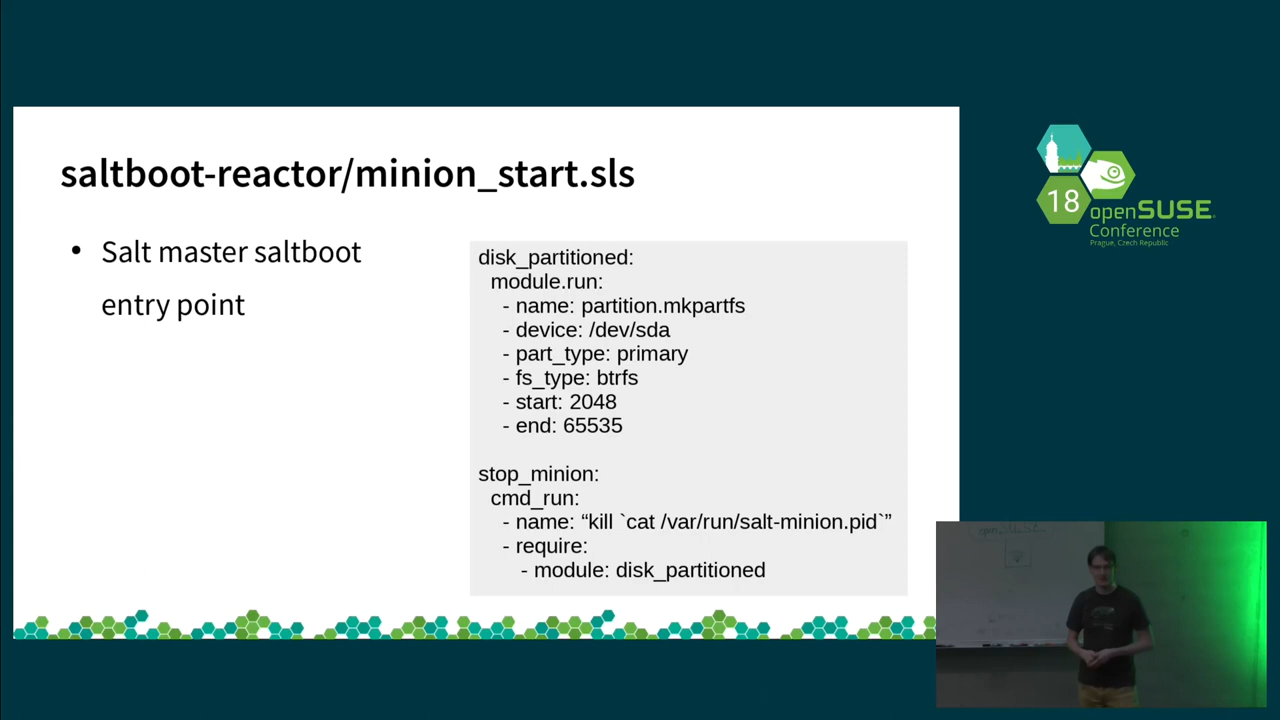 saltboot-reactor/minion_start.sls
• Salt master saltboot
entry point
disk_partitioned:
module.run:
- name: partition.mkpartfs
- device: /dev/sda
- part_type: primary
- fs_type: btrfs
- start: 2048
- end: 65535
stop_minion:
cmd_run:
- name: “kill `cat /var/run/salt-minion.pid`”
- require:
- module: disk_partitioned
18
openSUSE
Conference
Prague, Czech Republic
openSUSE